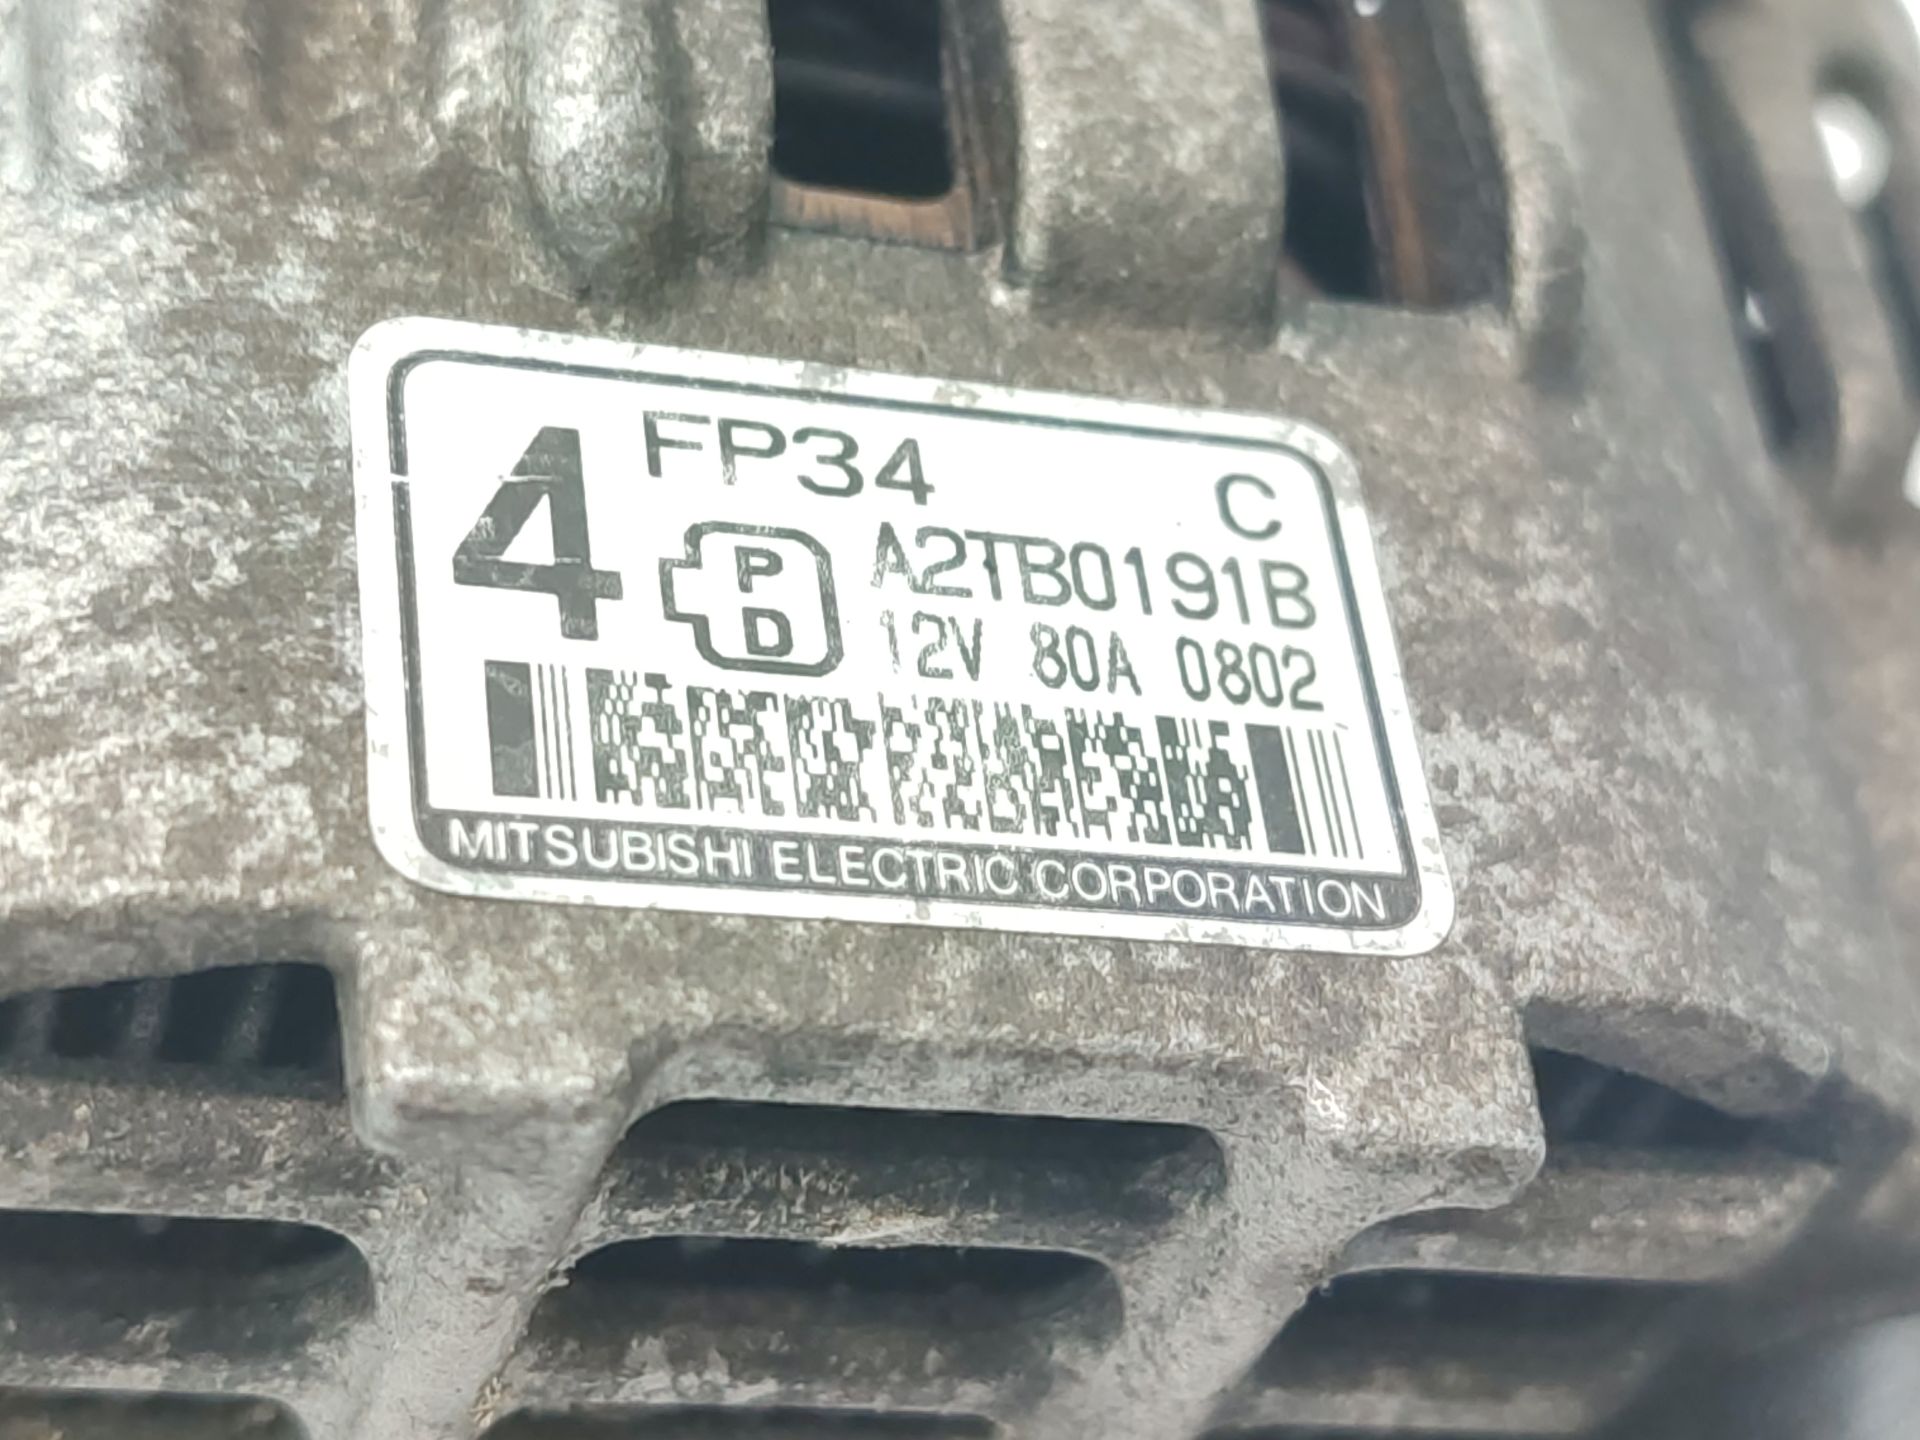 4 FP34 C
P
D
A2TB0191B
12V 80A 0802
MITSUBISHI ELECTRIC CORPORATION